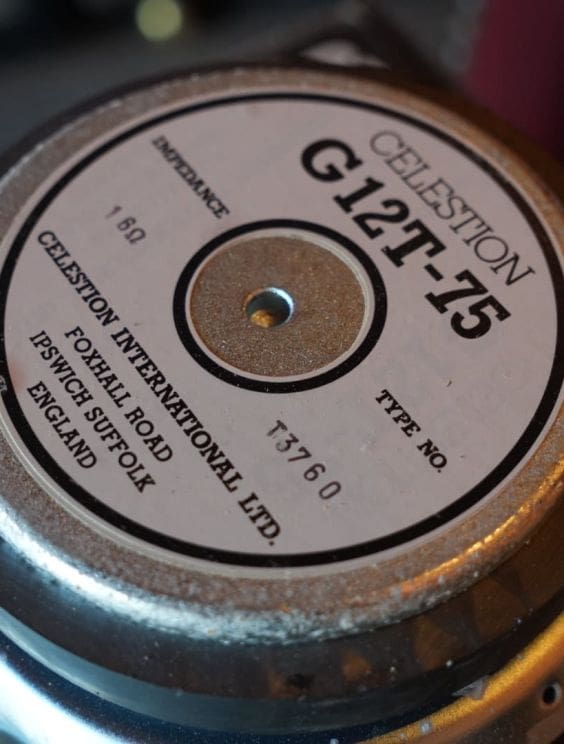 CELESTION
G12T-75
IMPEDANCE
16Ω
TYPE NO.
T3760
CELESTION INTERNATIONAL LTD.
FOXHALL ROAD
IPSWICH SUFFOLK
ENGLAND